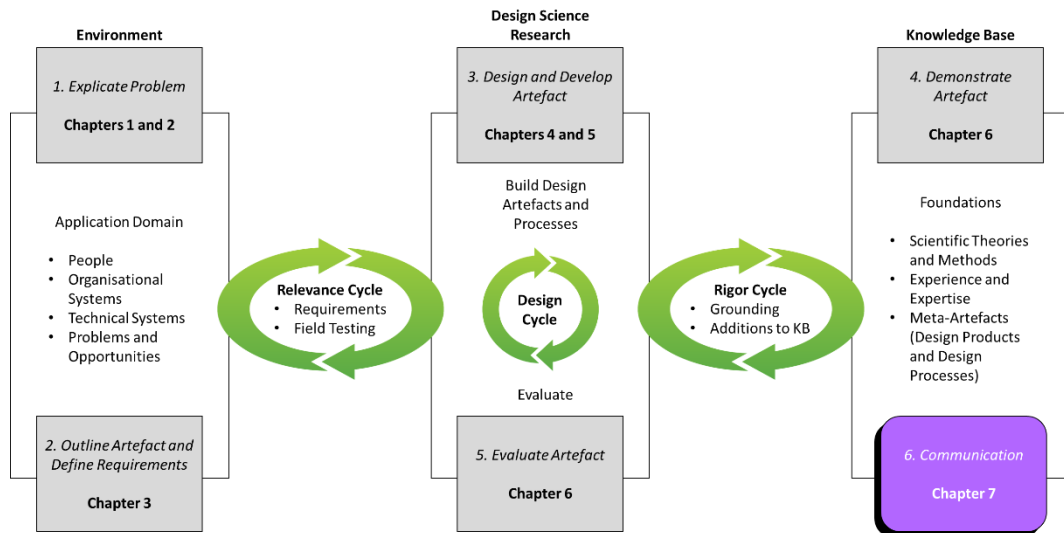 Environment
1. Explicate Problem
Chapters 1 and 2
Application Domain
• People
• Organisational
Systems
• Technical Systems
• Problems and
Opportunities
2. Outline Artefact and
Define Requirements
Chapter 3
Relevance Cycle
• Requirements
• Field Testing
Design Science
Research
3. Design and Develop
Artefact
Chapters 4 and 5
Build Design
Artefacts and
Processes
Design
Cycle
Evaluate
5. Evaluate Artefact
Chapter 6
Rigor Cycle
• Grounding
• Additions to KB
Knowledge Base
4. Demonstrate
Artefact
Chapter 6
Foundations
• Scientific Theories
and Methods
• Experience and
Expertise
• Meta-Artefacts
(Design Products
and Design
Processes)
6. Communication
Chapter 7